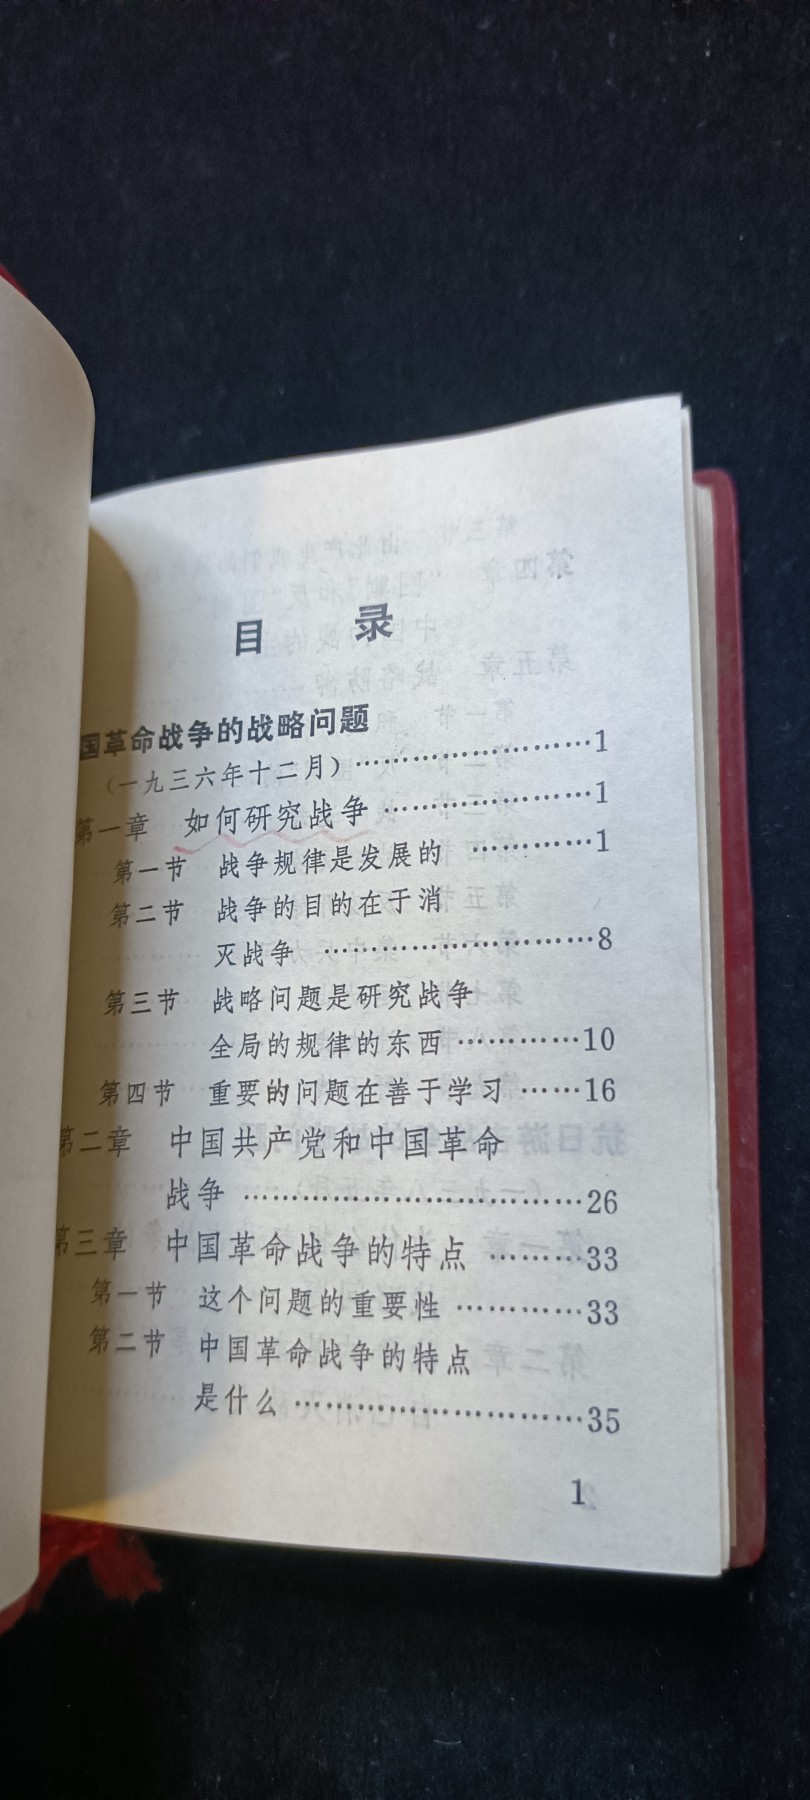 目 录
国革命战争的战略问题
(一九三六年十二月)……………………1
第一章 如何研究战争…………………1
第一节 战争规律是发展的…………1
第二节 战争的目的在于消
灭战争…………………………8
第三节 战略问题是研究战争
全局的规律的东西…………10
第四节 重要的问题在善于学习……16
第二章 中国共产党和中国革命
战争………………………………26
第三章 中国革命战争的特点…………33
第一节 这个问题的重要性…………33
第二节 中国革命战争的特点
是什么…………………………35
1